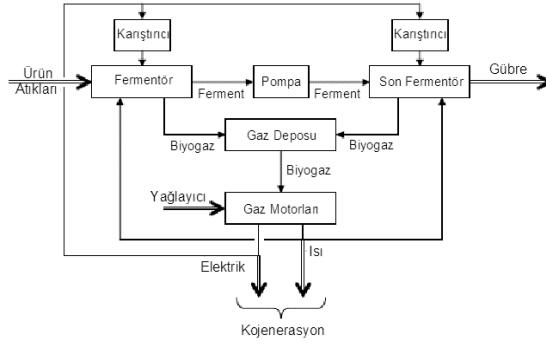 Karıştırıcı
Karıştırıcı
Ürün
Atıkları
Fermentör
Ferment
Pompa
Ferment
Son Fermentör
Gübre
Biyogaz
Gaz Deposu
Biyogaz
Biyogaz
Yağlayıcı
Gaz Motorları
Elektrik
Isı
Kojenerasyon